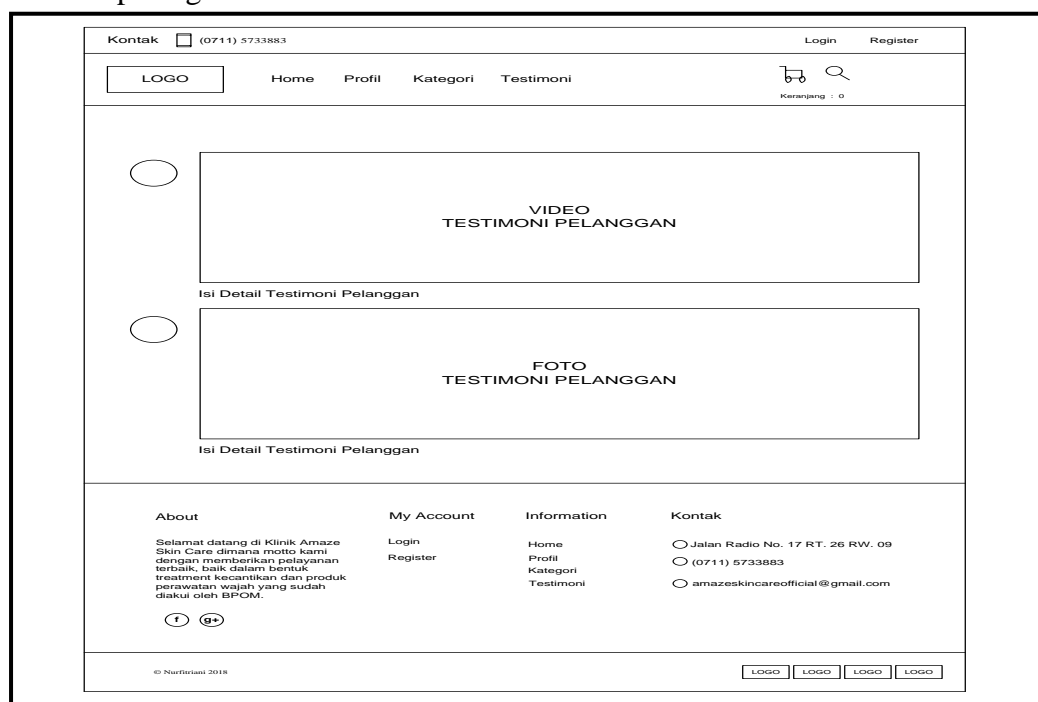 Kontak (0711) 5733883 Login Register
LOGO Home Profil Kategori Testimoni
Keranjang : 0
VIDEO
TESTIMONI PELANGGAN
Isi Detail Testimoni Pelanggan
FOTO
TESTIMONI PELANGGAN
Isi Detail Testimoni Pelanggan
About
Selamat datang di Klinik Amaze
Skin Care dimana motto kami
dengan memberikan pelayanan
terbaik, baik dalam bentuk
treatment kecantikan dan produk
perawatan wajah yang sudah
diakui oleh BPOM.
f g+
My Account
Login
Register
Information
Home
Profil
Kategori
Testimoni
Kontak
Jalan Radio No. 17 RT. 26 RW. 09
(0711) 5733883
amazeskincareofficial@gmail.com
© Nurfitriani 2018
LOGO LOGO LOGO LOGO